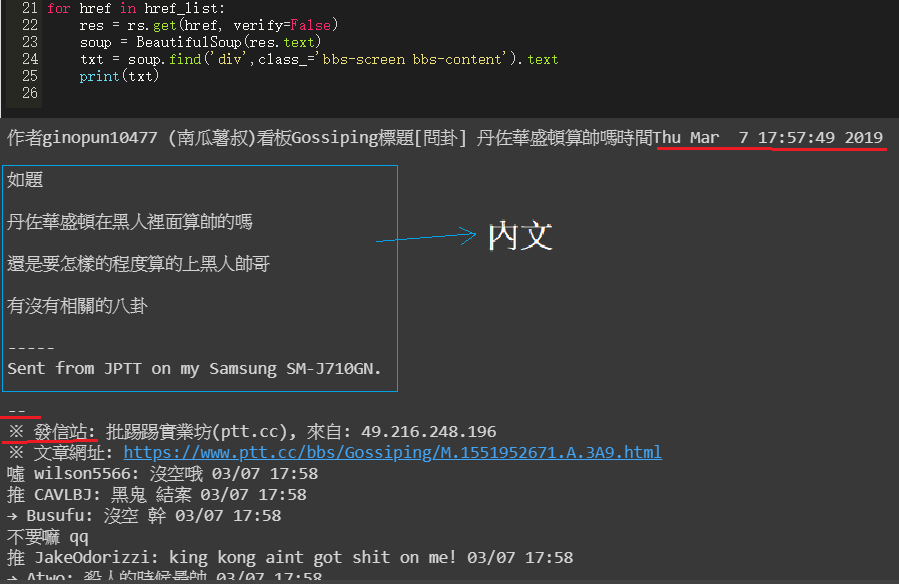 21 for href in href_list:
22     res = rs.get(href, verify=False)
23     soup = BeautifulSoup(res.text)
24     txt = soup.find('div',class_='bbs-screen bbs-content').text
25     print(txt)
26
作者ginopun10477 (南瓜薯叔)看板Gossiping標題[問卦] 丹佐華盛頓算帥嗎時間Thu Mar  7 17:57:49 2019
如題
丹佐華盛頓在黑人裡面算帥的嗎
內文
還是要怎樣的程度算的上黑人帥哥
有沒有相關的八卦
-----
Sent from JPTT on my Samsung SM-J710GN.
--
※ 發信站: 批踢踢實業坊(ptt.cc), 來自: 49.216.248.196
※ 文章網址: https://www.ptt.cc/bbs/Gossiping/M.1551952671.A.3A9.html
噓 wilson5566: 沒空哦 03/07 17:58
推 CAVLBJ: 黑鬼 結案 03/07 17:58
→ Busufu: 沒空 幹 03/07 17:58
不要嘛 qq
推 JakeOdorizzi: king kong aint got shit on me! 03/07 17:58
→ Atwo: 殺人的時候最帥 03/07 17:58